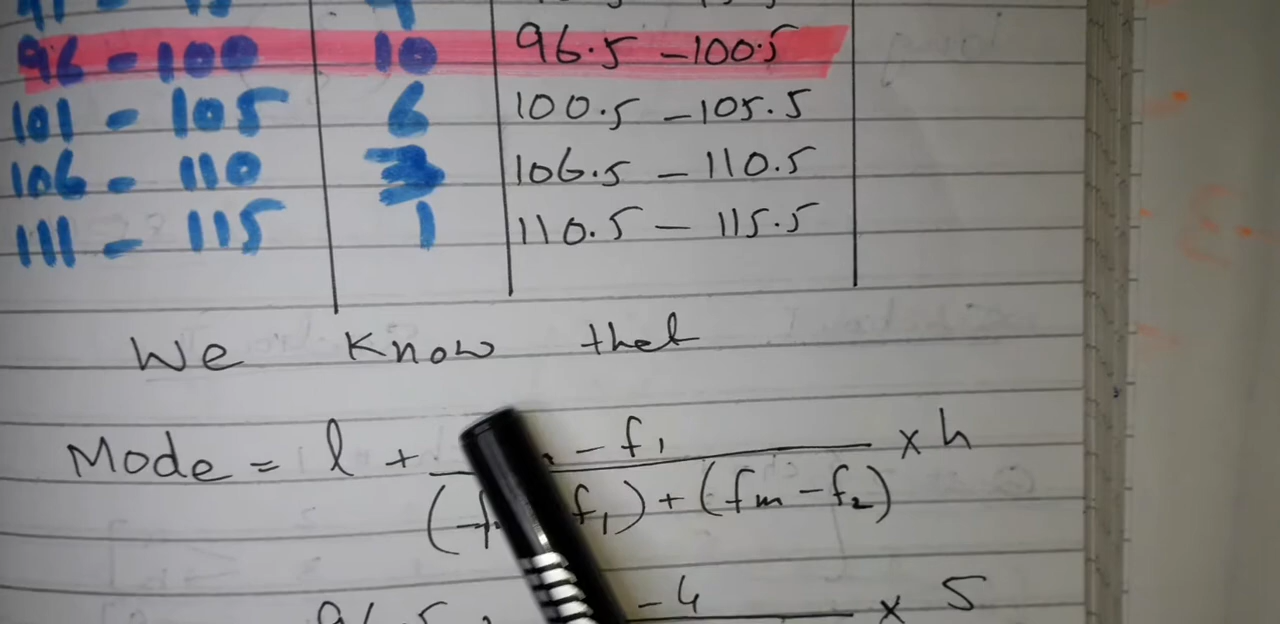 96 - 100 10 96.5 - 100.5
101 - 105 6 100.5 - 105.5
106 - 110 3 106.5 - 110.5
111 - 115 1 110.5 - 115.5
We know that
Mode = l + - f₁ × h
f₁) + (fm - f₂)
- 4 × 5